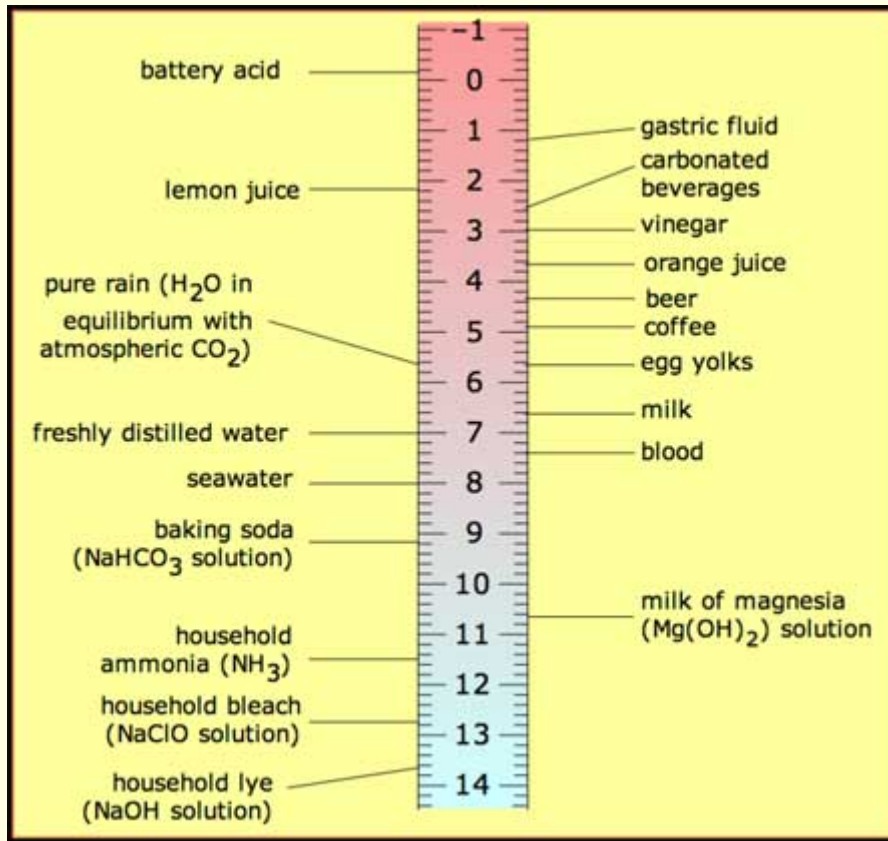 battery acid
lemon juice
pure rain (H₂O in
equilibrium with
atmospheric CO₂)
freshly distilled water
seawater
baking soda
(NaHCO₃ solution)
household
ammonia (NH₃)
household bleach
(NaClO solution)
household lye
(NaOH solution)
−1
0
1
2
3
4
5
6
7
8
9
10
11
12
13
14
gastric fluid
carbonated
beverages
vinegar
orange juice
beer
coffee
egg yolks
milk
blood
milk of magnesia
(Mg(OH)₂) solution